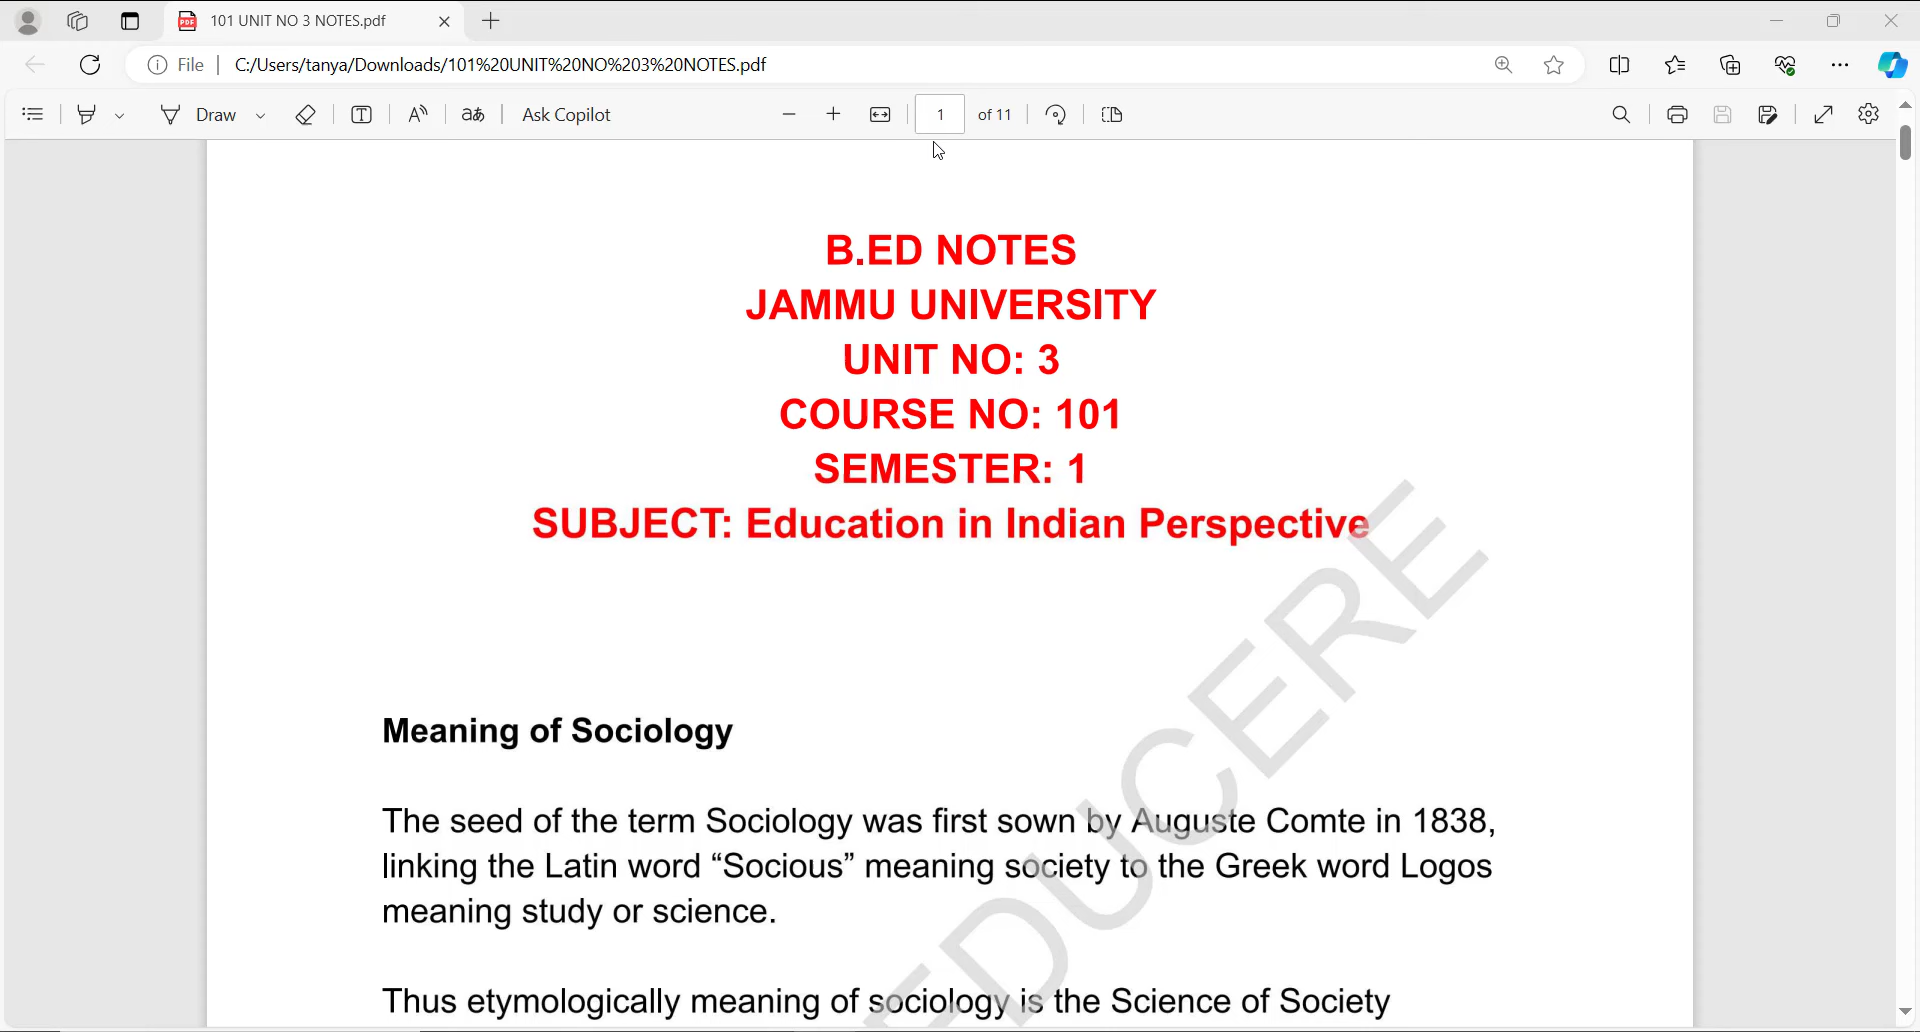 101 UNIT NO 3 NOTES.pdf
File
C:/Users/tanya/Downloads/101%20UNIT%20NO%203%20NOTES.pdf
Draw
aあ
Ask Copilot
1
of 11
B.ED NOTES
JAMMU UNIVERSITY
UNIT NO: 3
COURSE NO: 101
SEMESTER: 1
SUBJECT: Education in Indian Perspective
Meaning of Sociology
The seed of the term Sociology was first sown by Auguste Comte in 1838,
linking the Latin word “Socious” meaning society to the Greek word Logos
meaning study or science.
Thus etymologically meaning of sociology is the Science of Society
EDUCERE